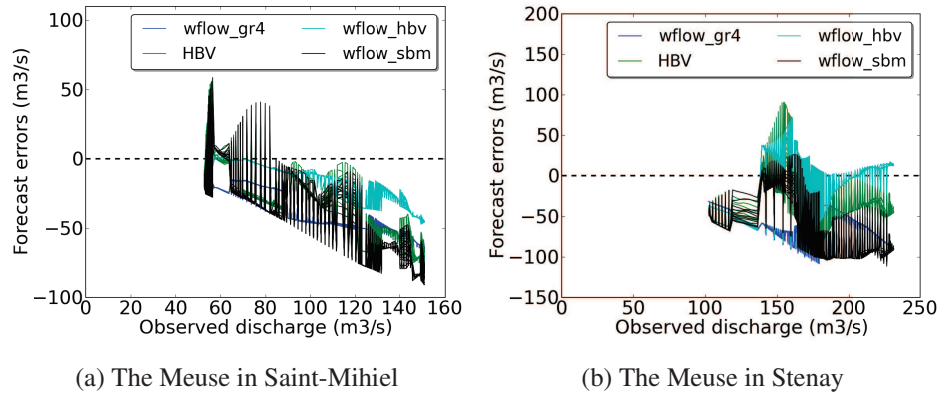 wflow_gr4
HBV
wflow_hbv
wflow_sbm
Forecast errors (m3/s)
50
0
−50
−100
0
20
40
60
80
100
120
140
160
Observed discharge (m3/s)
(a) The Meuse in Saint-Mihiel
wflow_gr4
HBV
wflow_hbv
wflow_sbm
Forecast errors (m3/s)
200
150
100
50
0
−50
−100
−150
0
50
100
150
200
250
Observed discharge (m3/s)
(b) The Meuse in Stenay